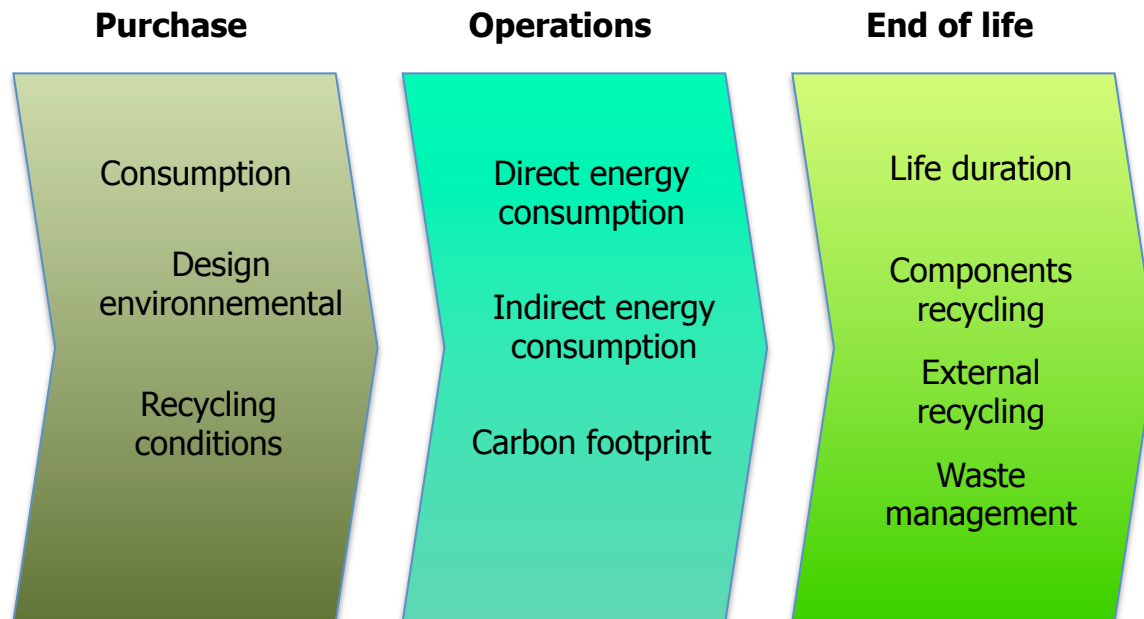 Purchase
Consumption
Design
environnemental
Recycling
conditions
Operations
Direct energy
consumption
Indirect energy
consumption
Carbon footprint
End of life
Life duration
Components
recycling
External
recycling
Waste
management